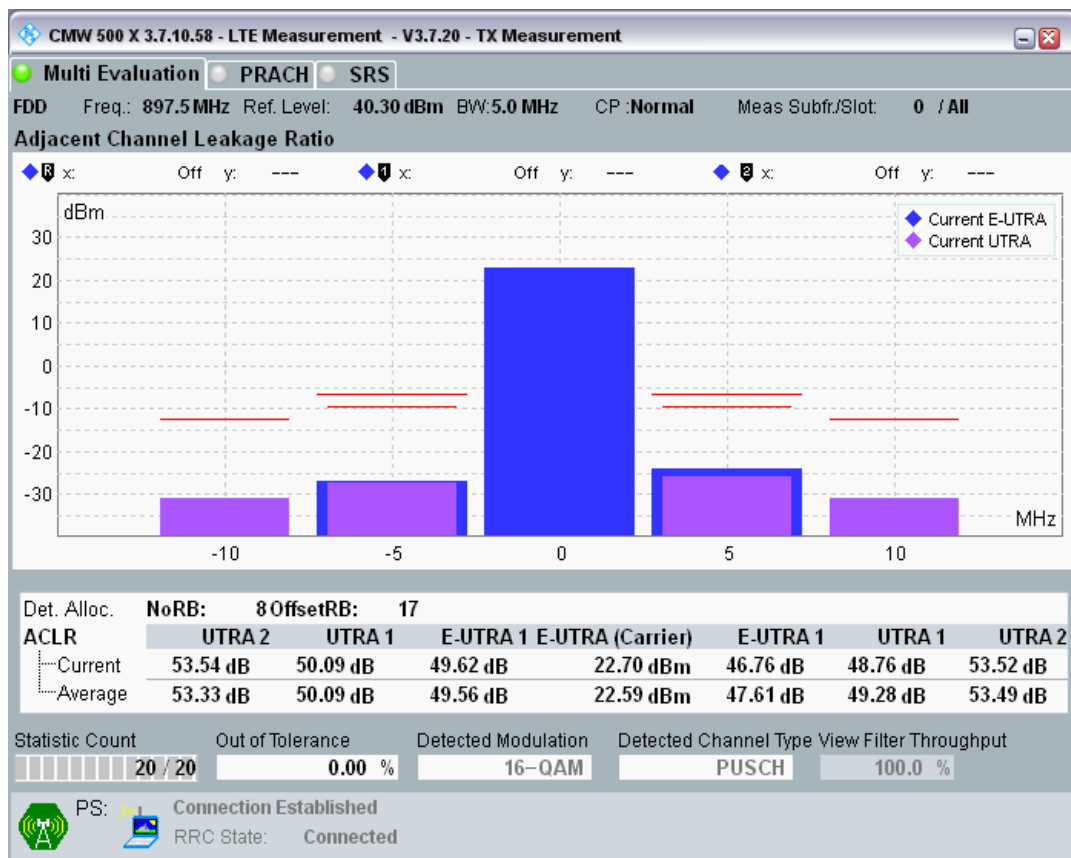 CMW 500 X 3.7.10.58 - LTE Measurement - V3.7.20 - TX Measurement
Multi Evaluation PRACH SRS
FDD Freq.: 897.5 MHz Ref. Level: 40.30 dBm BW:5.0 MHz CP :Normal Meas Subfr./Slot: 0 / All
Adjacent Channel Leakage Ratio
R x: Off y: --- 1 x: Off y: --- 2 x: Off y: ---
dBm
Current E-UTRA
Current UTRA
30
20
10
0
-10
-20
-30
MHz
-10 -5 0 5 10
Det. Alloc. NoRB: 8 OffsetRB: 17
ACLR UTRA 2 UTRA 1 E-UTRA 1 E-UTRA (Carrier) E-UTRA 1 UTRA 1 UTRA 2
Current 53.54 dB 50.09 dB 49.62 dB 22.70 dBm 46.76 dB 48.76 dB 53.52 dB
Average 53.33 dB 50.09 dB 49.56 dB 22.59 dBm 47.61 dB 49.28 dB 53.49 dB
Statistic Count Out of Tolerance Detected Modulation Detected Channel Type View Filter Throughput
20 / 20 0.00 % 16-QAM PUSCH 100.0 %
PS: Connection Established
RRC State: Connected